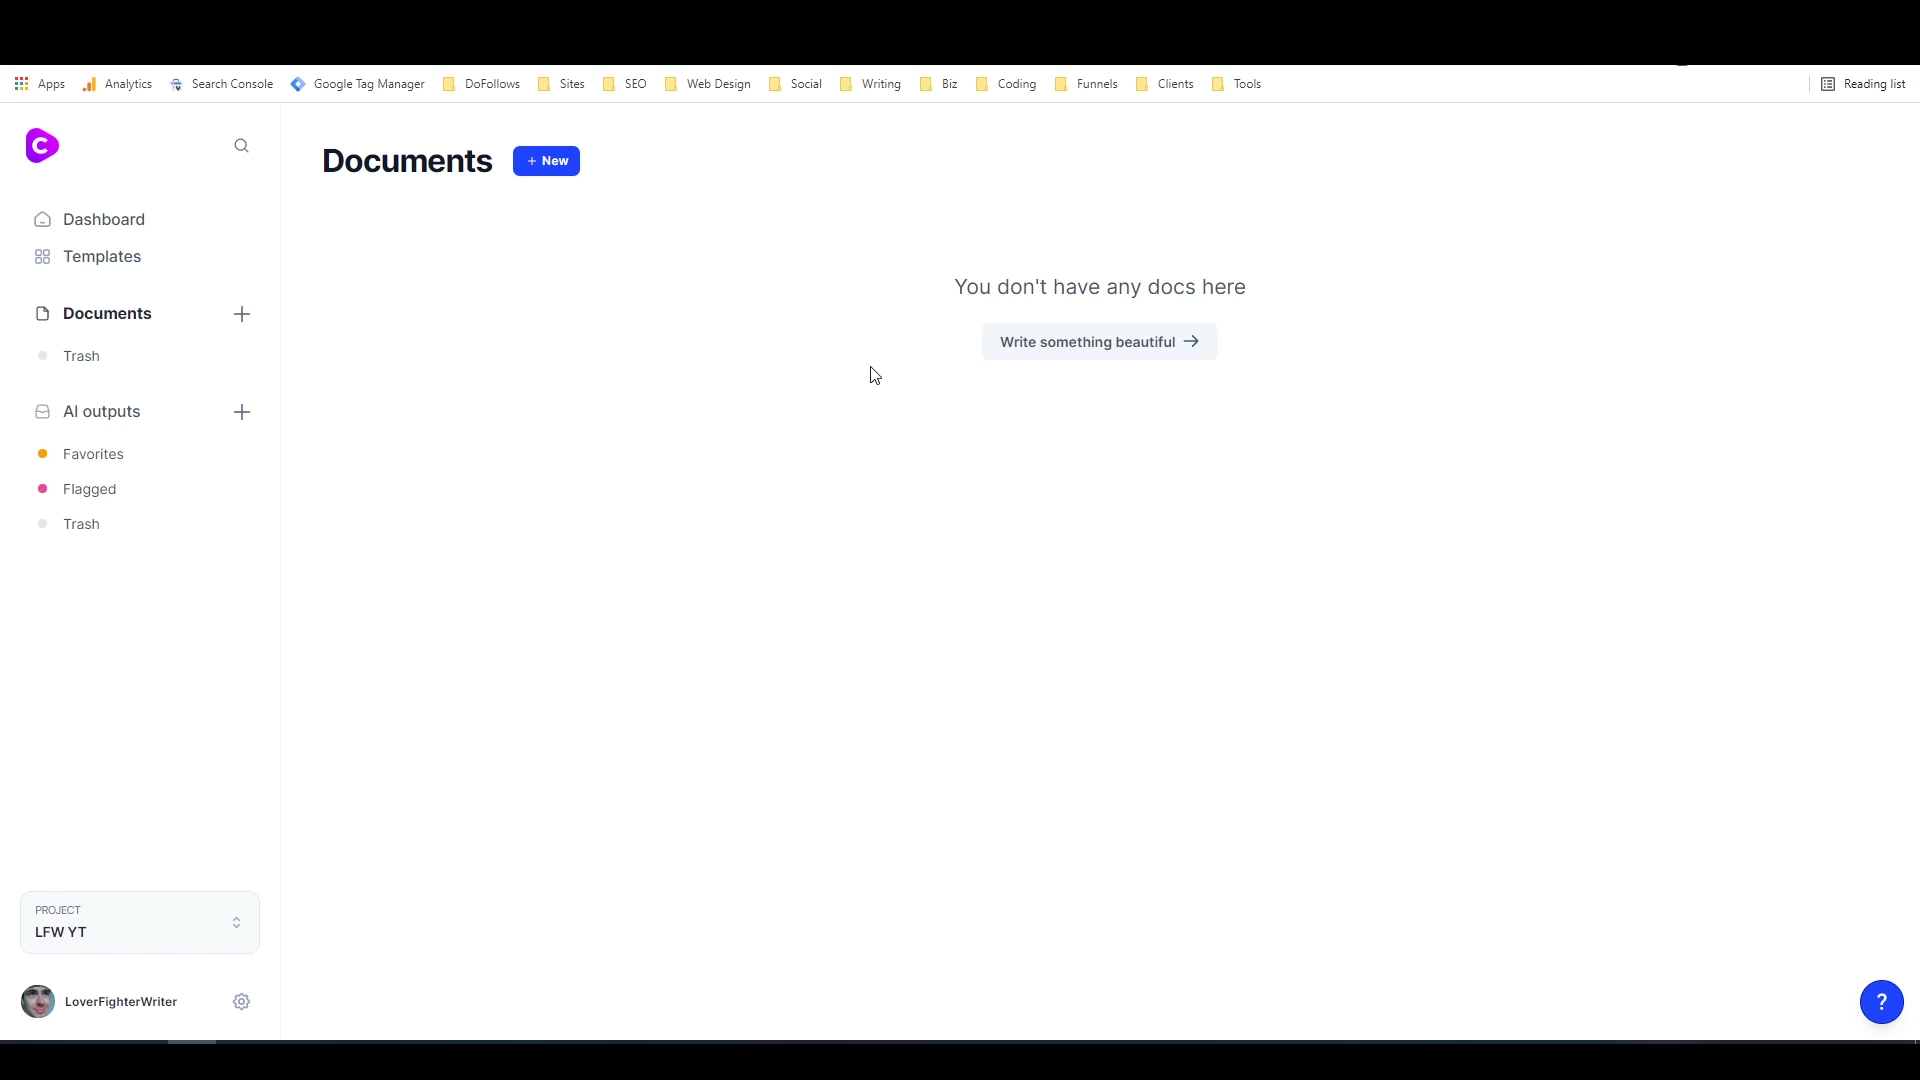 Apps Analytics Search Console Google Tag Manager DoFollows Sites SEO Web Design Social Writing Biz Coding Funnels Clients Tools Reading list
C
Documents + New
Dashboard
Templates
Documents
Trash
AI outputs
Favorites
Flagged
Trash
You don't have any docs here
Write something beautiful →
PROJECT
LFW YT
LoverFighterWriter
?